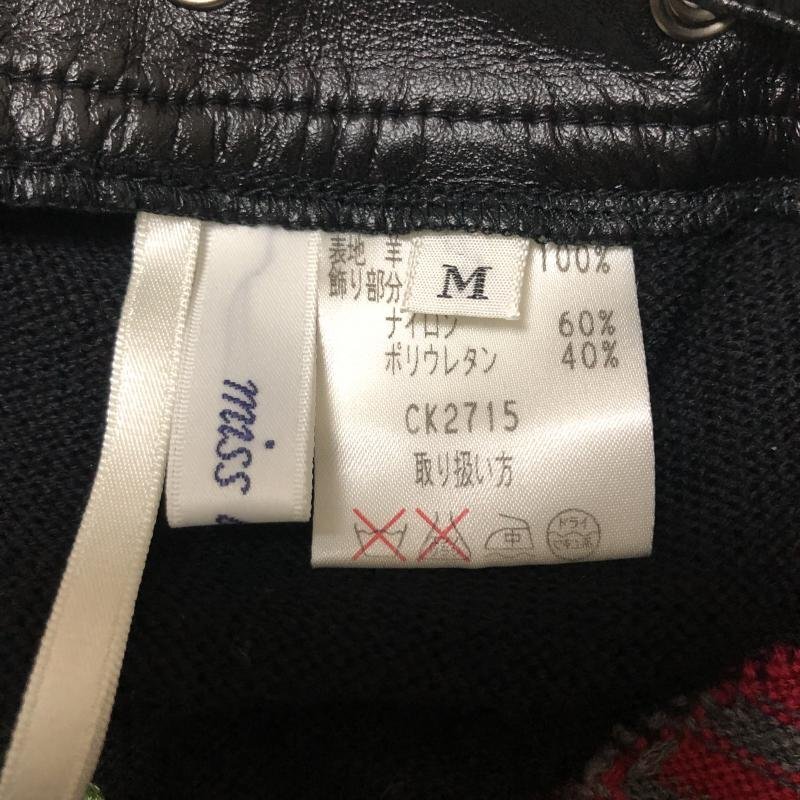 miss
M
表地 羊 100%
飾り部分
ナイロン 60%
ポリウレタン 40%
CK2715
取り扱い方
中
ドライ